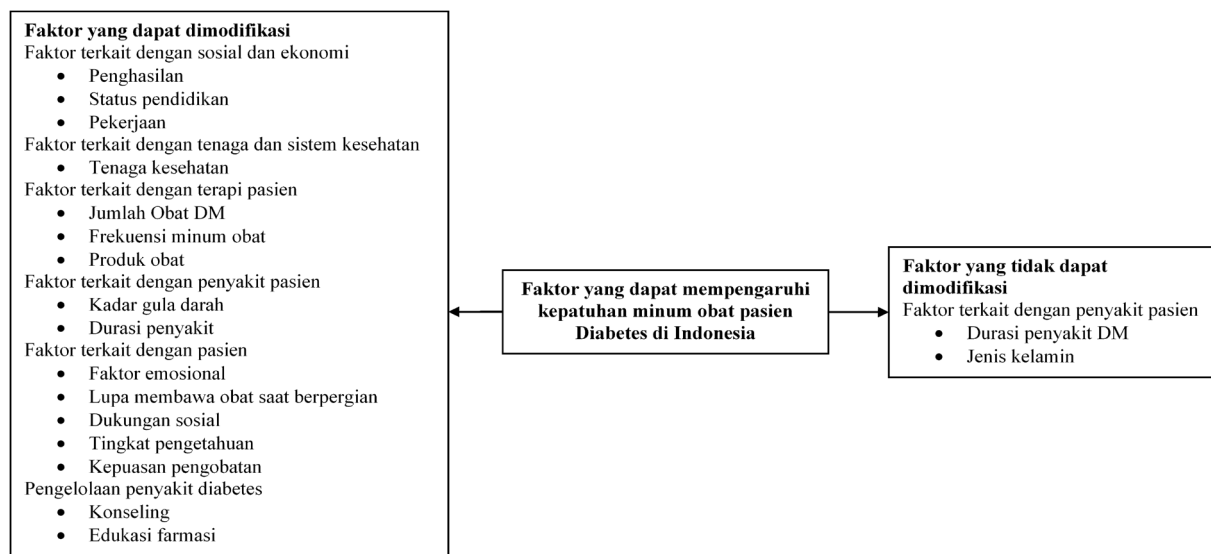 Faktor yang dapat dimodifikasi
Faktor terkait dengan sosial dan ekonomi
• Penghasilan
• Status pendidikan
• Pekerjaan
Faktor terkait dengan tenaga dan sistem kesehatan
• Tenaga kesehatan
Faktor terkait dengan terapi pasien
• Jumlah Obat DM
• Frekuensi minum obat
• Produk obat
Faktor terkait dengan penyakit pasien
• Kadar gula darah
• Durasi penyakit
Faktor terkait dengan pasien
• Faktor emosional
• Lupa membawa obat saat berpergian
• Dukungan sosial
• Tingkat pengetahuan
• Kepuasan pengobatan
Pengelolaan penyakit diabetes
• Konseling
• Edukasi farmasi
Faktor yang dapat mempengaruhi
kepatuhan minum obat pasien
Diabetes di Indonesia
Faktor yang tidak dapat
dimodifikasi
Faktor terkait dengan penyakit pasien
• Durasi penyakit DM
• Jenis kelamin